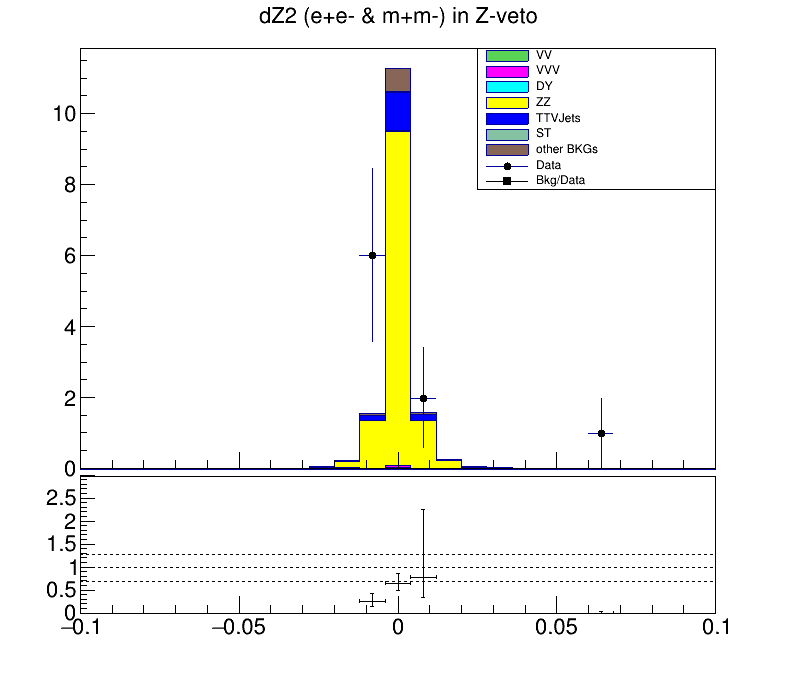 dZ2 (e+e- & m+m-) in Z-veto
VV
VVV
DY
ZZ
TTVJets
ST
other BKGs
Data
Bkg/Data
10
8
6
4
2
0
2.5
2
1.5
1
0.5
0
−0.1 −0.05 0 0.05 0.1